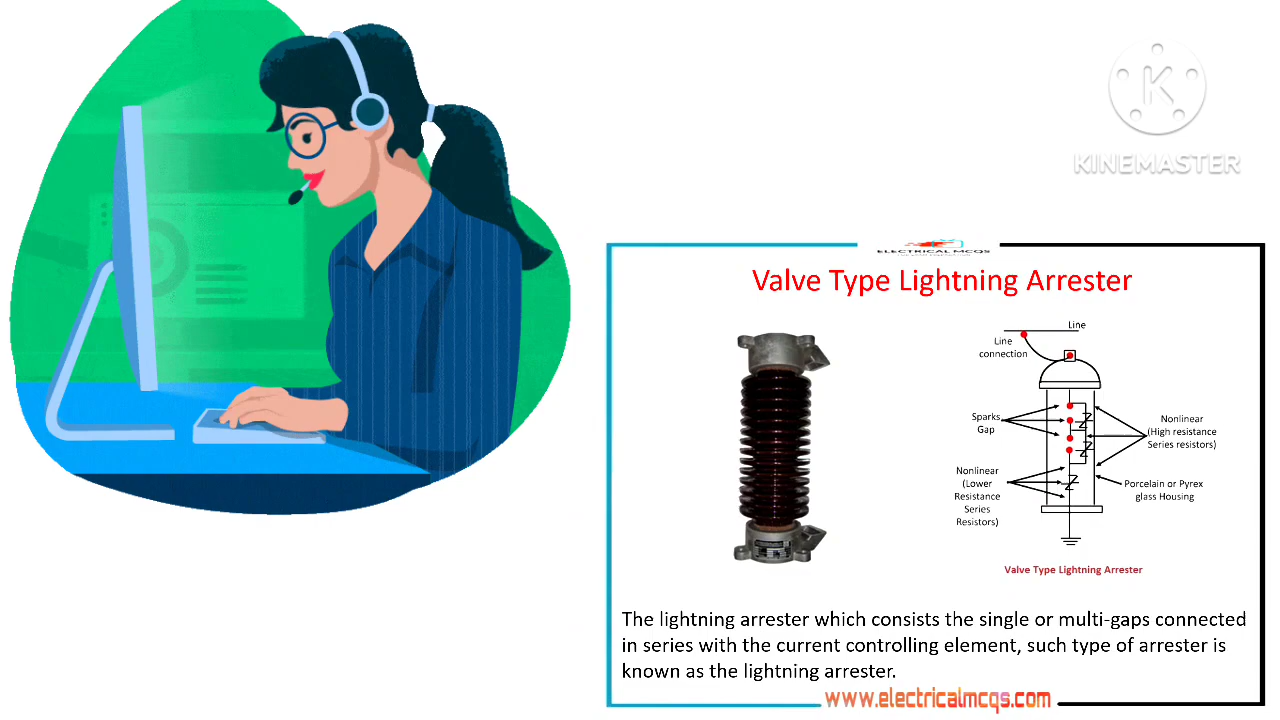 KINEMASTER
ELECTRICAL MCQS
Valve Type Lightning Arrester
Line
Line
connection
Sparks
Gap
Nonlinear
(High resistance
Series resistors)
Nonlinear
(Lower
Resistance
Series
Resistors)
Porcelain or Pyrex
glass Housing
Valve Type Lightning Arrester
The lightning arrester which consists the single or multi-gaps connected
in series with the current controlling element, such type of arrester is
known as the lightning arrester.
www.electricalmcqs.com